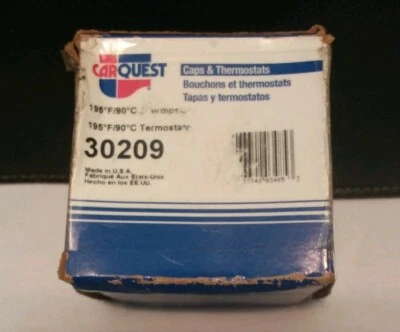 CARQUEST
Caps & Thermostats
Bouchons et thermostats
Tapas y termostatos
195°F/90°C
195°F/90°C Termostato
30209
Made in U.S.A.
Fabriqué Aux Etats-Unis
Hecho en los EE.UU.